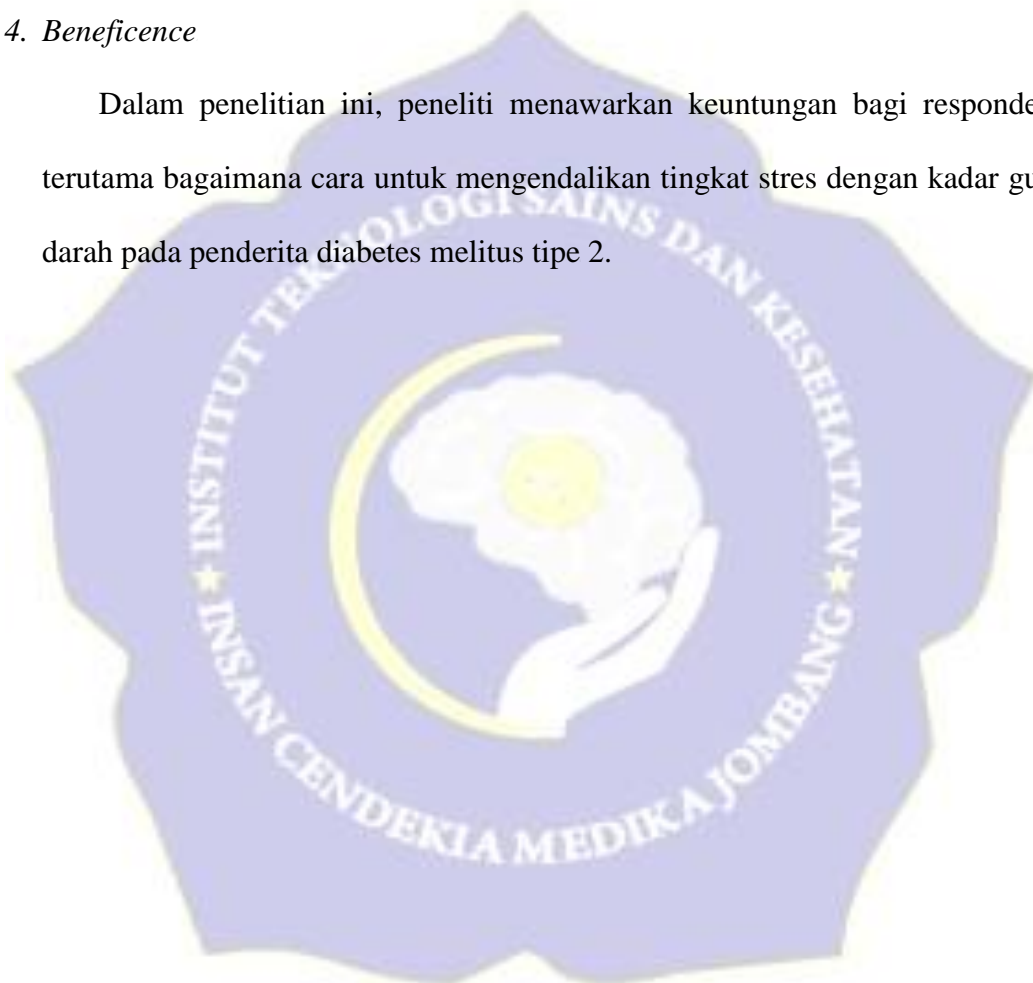 4. Beneficence
Dalam penelitian ini, peneliti menawarkan keuntungan bagi responde
terutama bagaimana cara untuk mengendalikan tingkat stres dengan kadar gu
darah pada penderita diabetes melitus tipe 2.
INSTITUT TEKNOLOGI SAINS DAN KESEHATAN
INSAN CENDEKIA MEDIKA JOMBANG